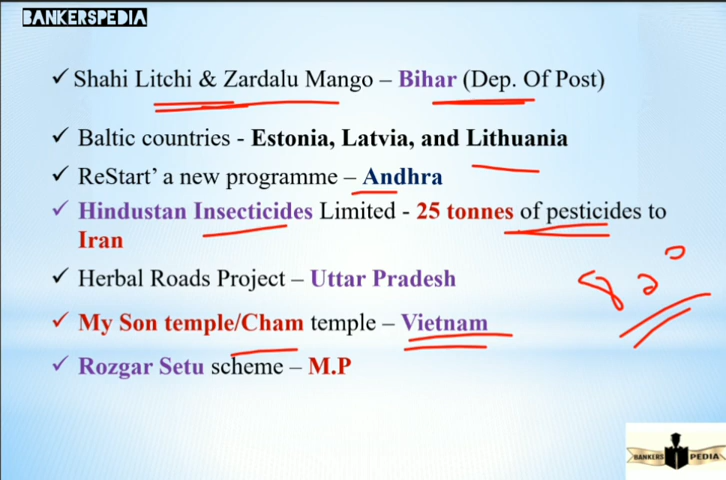 BANKERSPEDIA
✓ Shahi Litchi & Zardalu Mango – Bihar (Dep. Of Post)
✓ Baltic countries - Estonia, Latvia, and Lithuania
✓ ReStart’ a new programme – Andhra
✓ Hindustan Insecticides Limited - 25 tonnes of pesticides to
Iran
✓ Herbal Roads Project – Uttar Pradesh
✓ My Son temple/Cham temple – Vietnam
✓ Rozgar Setu scheme – M.P
BANKERS PEDIA